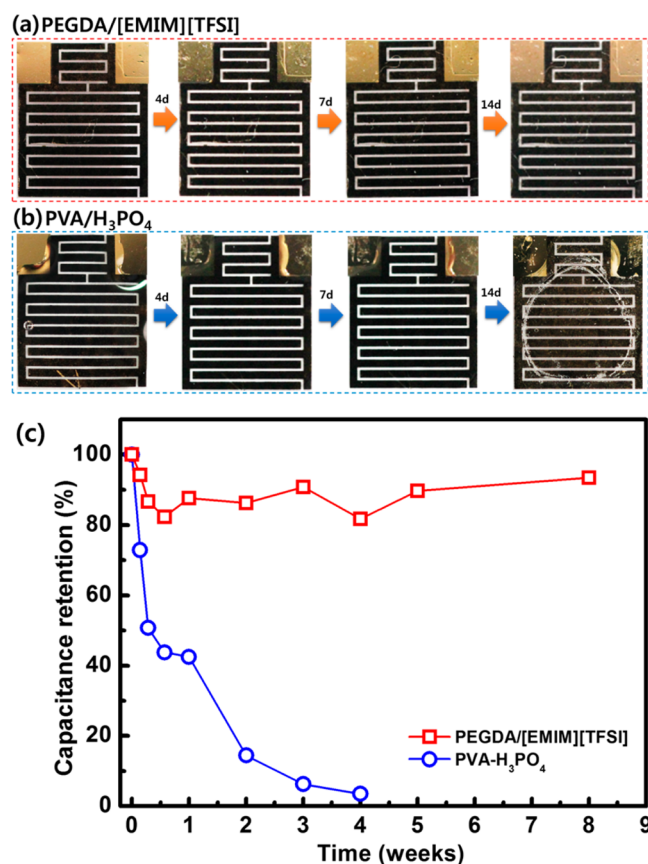 (a) PEGDA/[EMIM][TFSI]
4d
7d
14d
(b) PVA/H₃PO₄
4d
7d
14d
(c)
Capacitance retention (%)
100
80
60
40
20
0
PEGDA/[EMIM][TFSI]
PVA-H₃PO₄
0 1 2 3 4 5 6 7 8 9
Time (weeks)